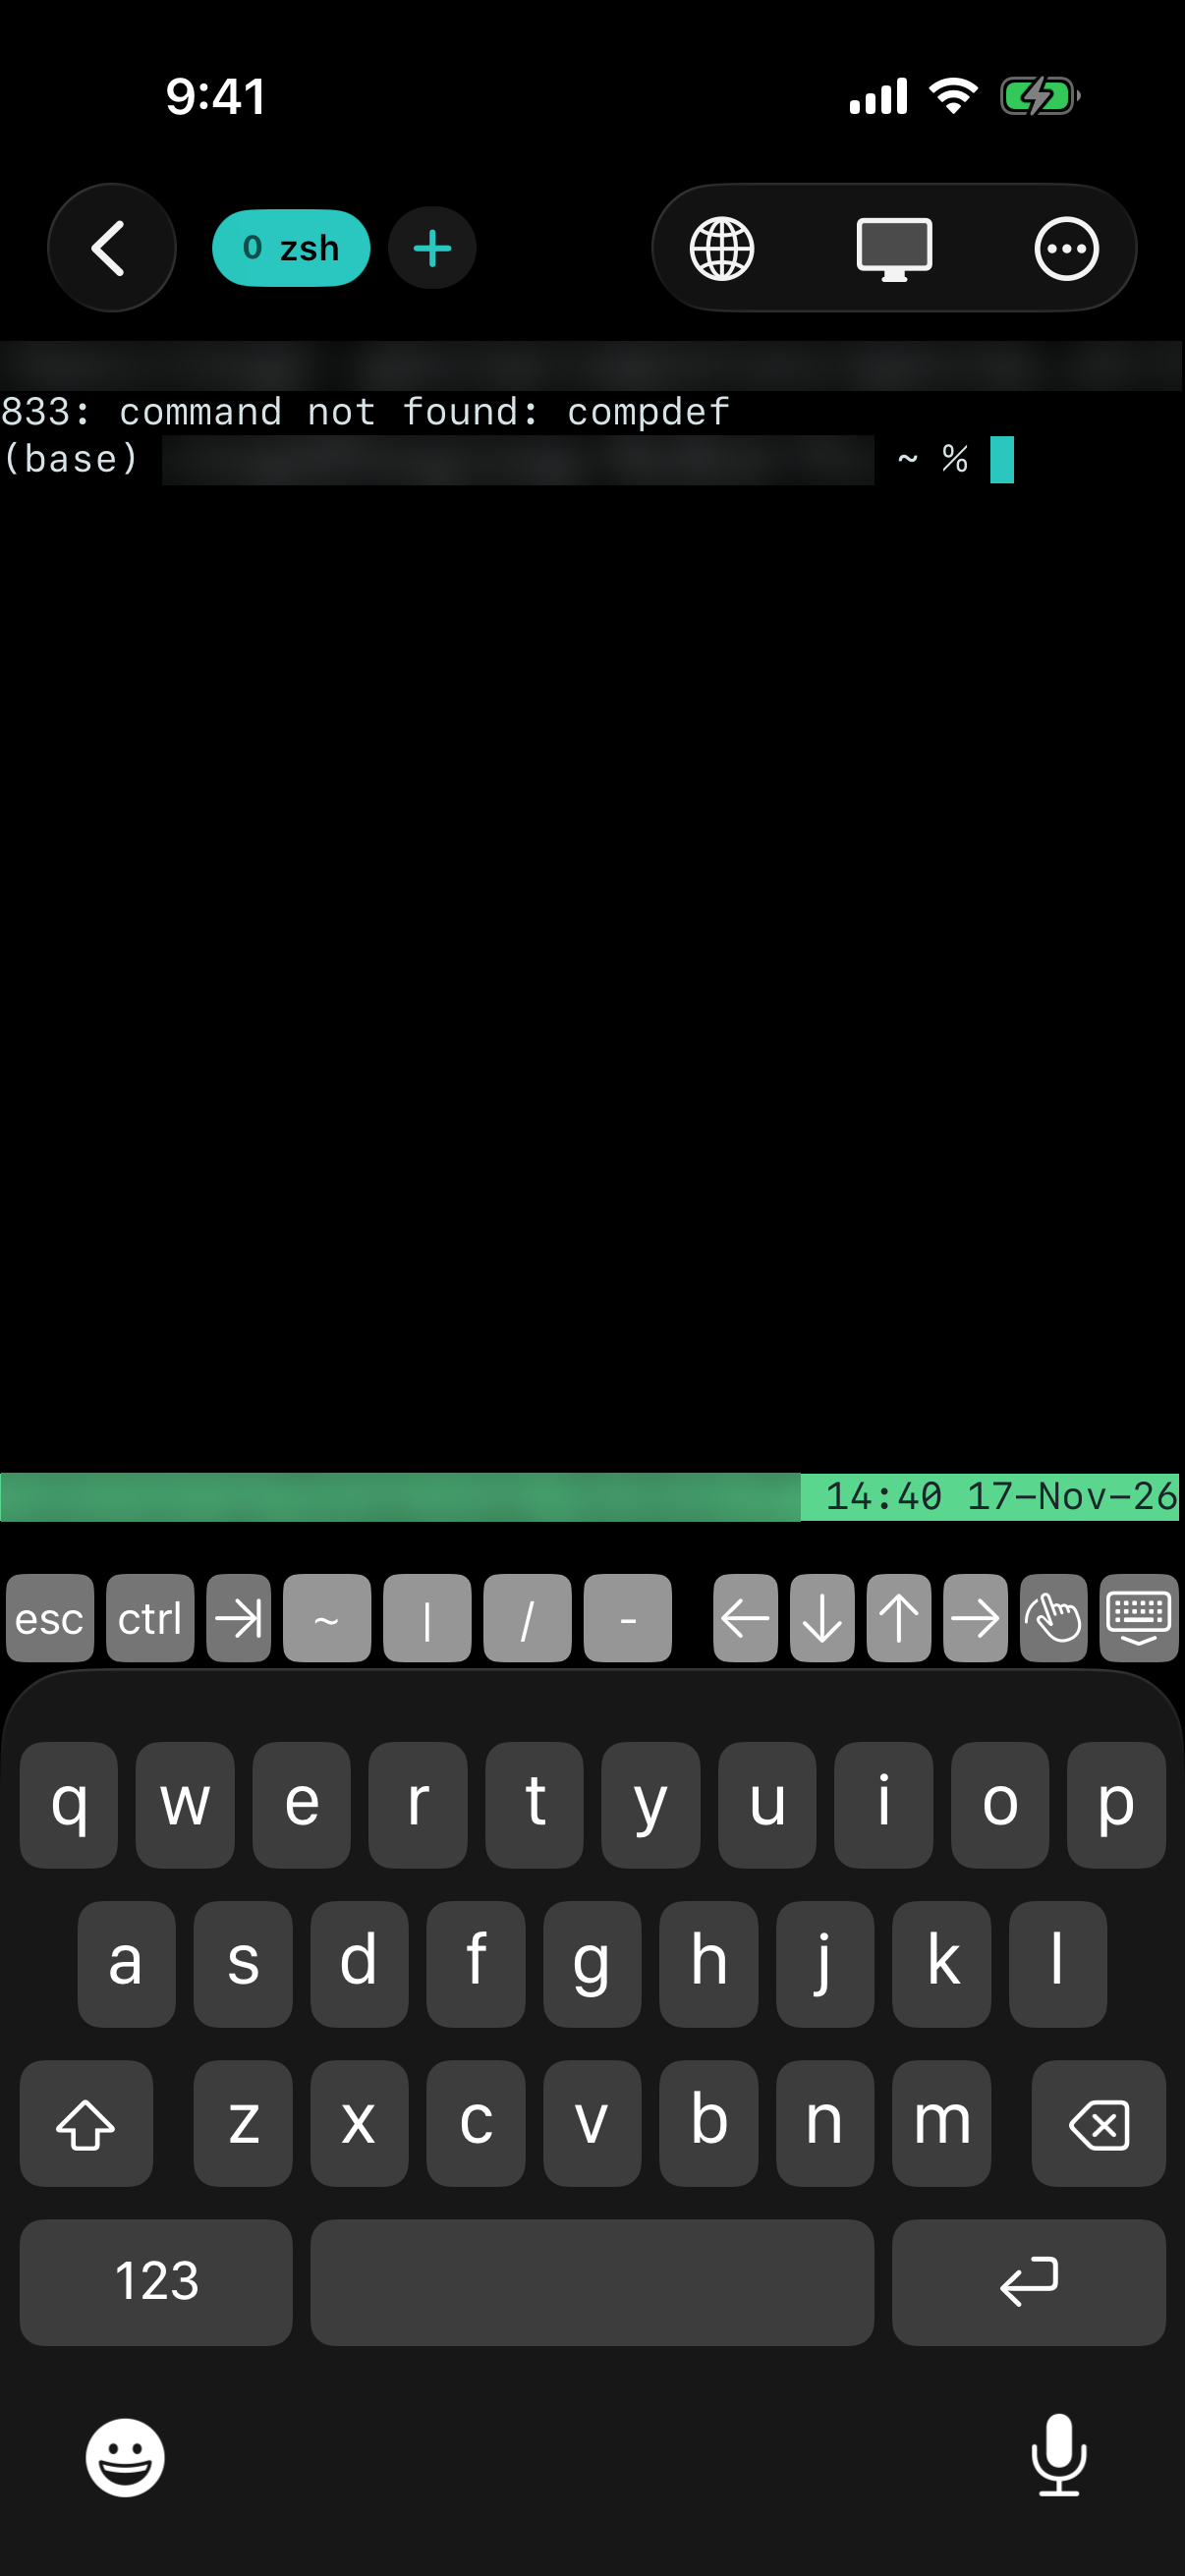 9:41
0 zsh
833: command not found: compdef
(base) ~ %
14:40 17-Nov-26
esc ctrl ~ | / -
q w e r t y u i o p
a s d f g h j k l
z x c v b n m
123